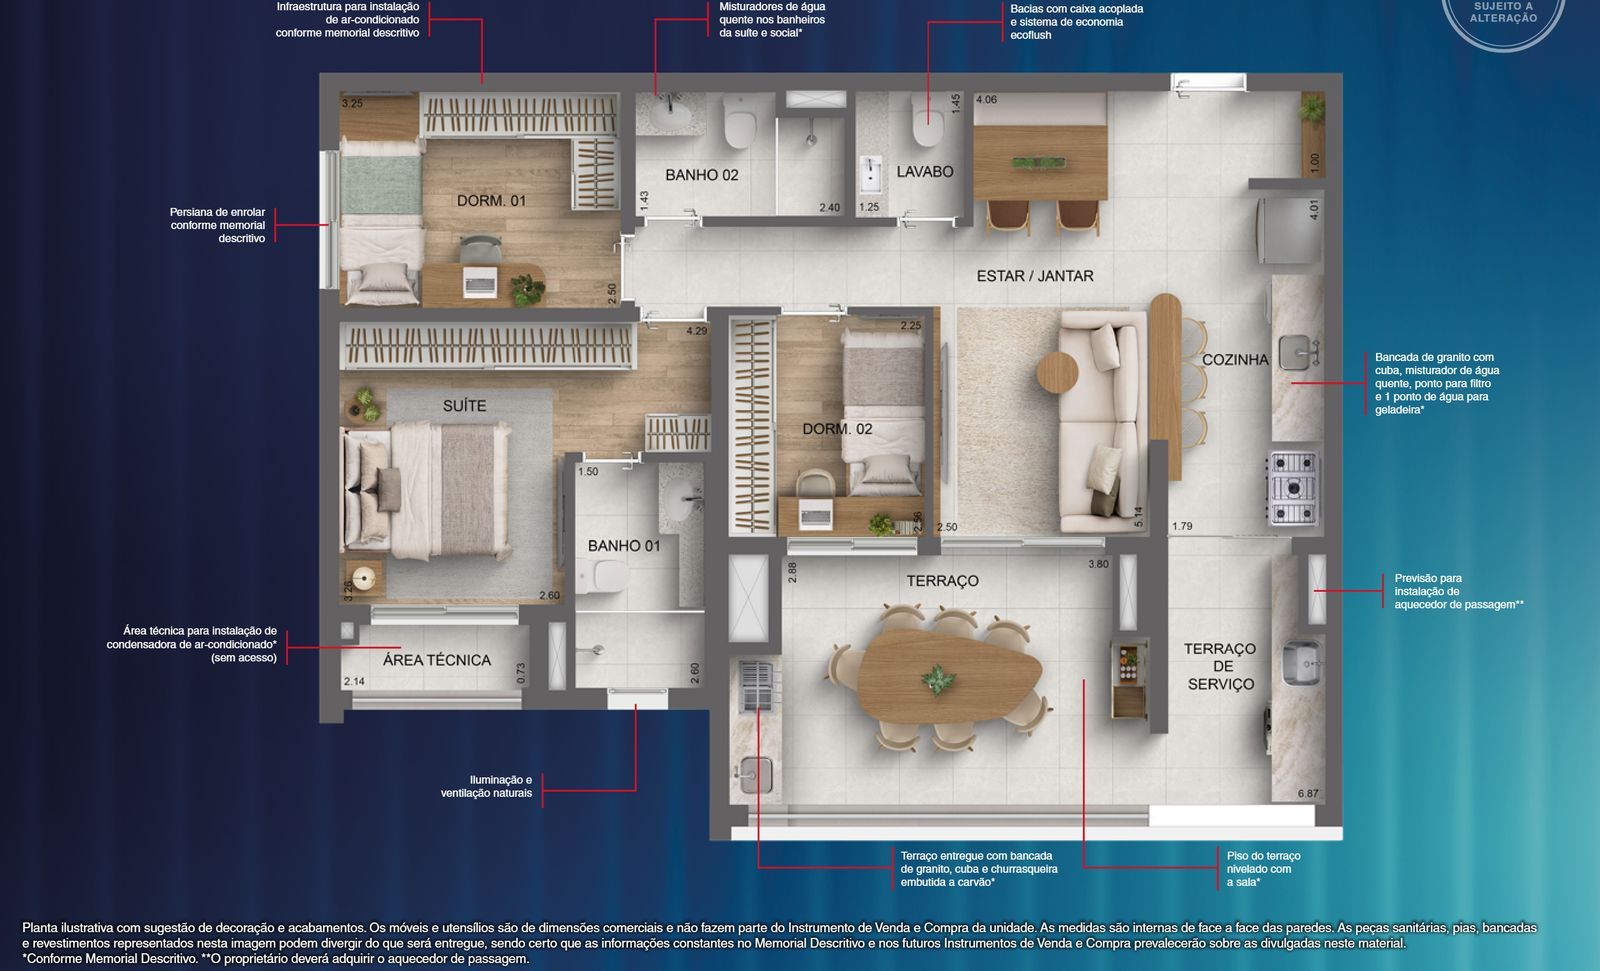 Infraestrutura para instalação
de ar-condicionado
conforme memorial descritivo
Misturadores de água
quente nos banheiros
da suíte e social*
Bacias com caixa acoplada
e sistema de economia
ecoflush
SUJEITO A
ALTERAÇÃO
3.25
1.45
4.06
1.00
BANHO 02
LAVABO
DORM. 01
1.43
2.40
1.25
4.01
Persiana de enrolar
conforme memorial
descritivo
ESTAR / JANTAR
2.50
4.29
2.25
COZINHA
Bancada de granito com
cuba, misturador de água
quente, ponto para filtro
e 1 ponto de água para
geladeira*
SUÍTE
DORM. 02
1.50
2.56
2.50
5.14
1.79
BANHO 01
2.88
3.80
TERRAÇO
3.26
2.60
Previsão para
instalação de
aquecedor de passagem**
Área técnica para instalação de
condensadora de ar-condicionado*
(sem acesso)
ÁREA TÉCNICA
2.14
0.73
2.60
TERRAÇO
DE
SERVIÇO
Iluminação e
ventilação naturais
6.87
Terraço entregue com bancada
de granito, cuba e churrasqueira
embutida a carvão*
Piso do terraço
nivelado com
a sala*
Planta ilustrativa com sugestão de decoração e acabamentos. Os móveis e utensílios são de dimensões comerciais e não fazem parte do Instrumento de Venda e Compra da unidade. As medidas são internas de face a face das paredes. As peças sanitárias, pias, bancadas
e revestimentos representados nesta imagem podem divergir do que será entregue, sendo certo que as informações constantes no Memorial Descritivo e nos futuros Instrumentos de Venda e Compra prevalecerão sobre as divulgadas neste material.
*Conforme Memorial Descritivo. **O proprietário deverá adquirir o aquecedor de passagem.